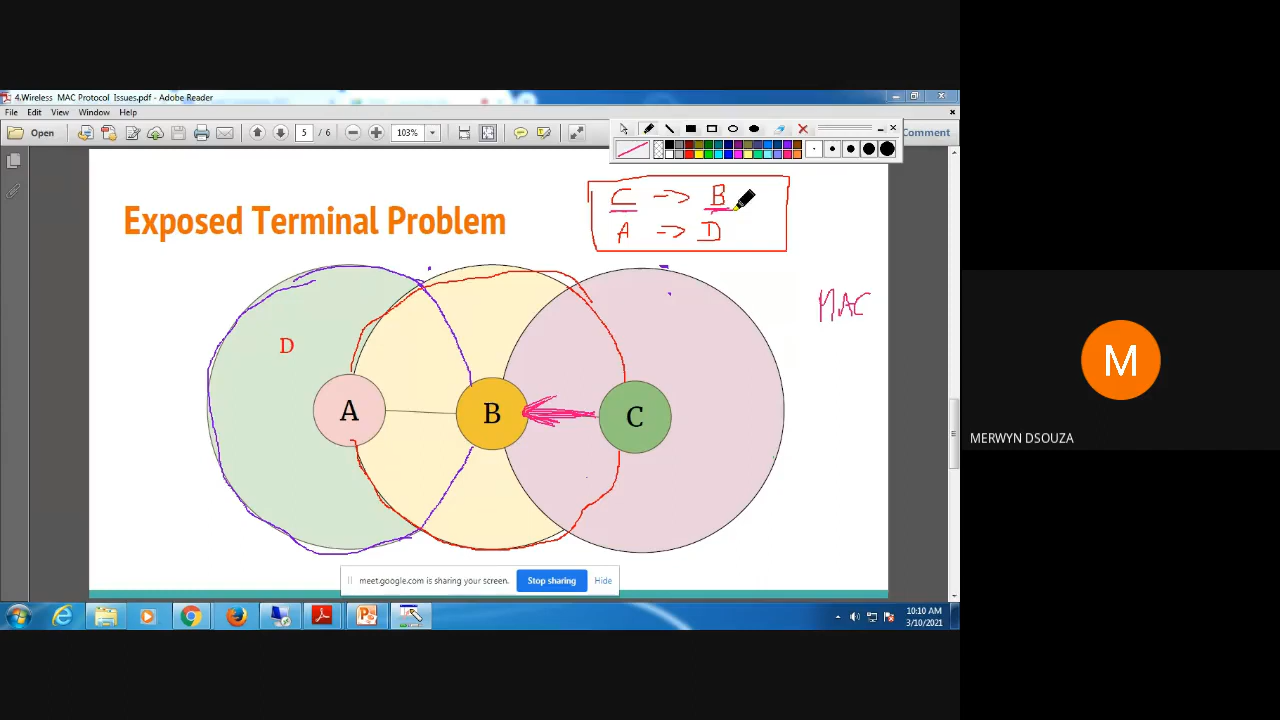 4.Wireless MAC Protocol Issues.pdf - Adobe Reader
File Edit View Window Help
Open 5 / 6 103% Comment
C => B
A => D
Exposed Terminal Problem
MAC
D
A B C
M
MERWYN DSOUZA
meet.google.com is sharing your screen. Stop sharing Hide
10:10 AM
3/10/2021